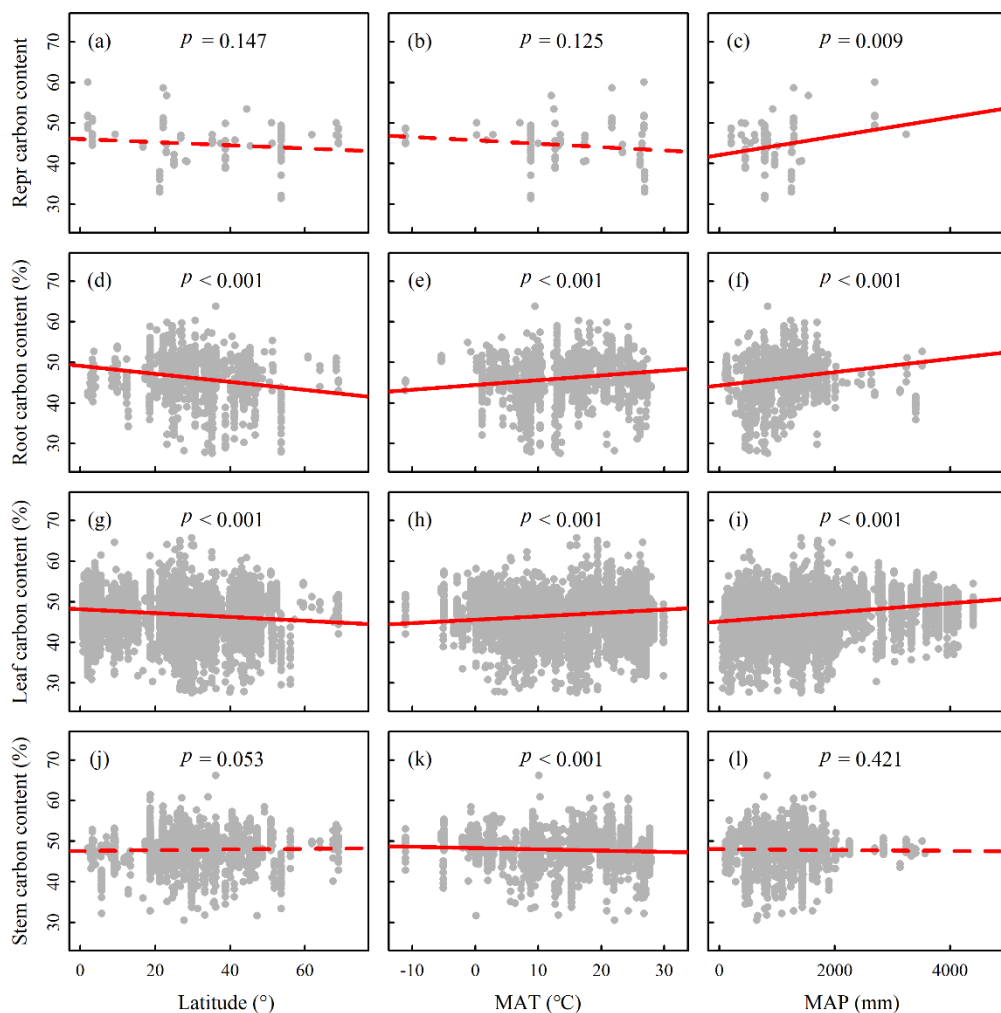 Repr carbon content
70
60
50
40
30
(a)
p = 0.147
(b)
p = 0.125
(c)
p = 0.009
Root carbon content (%)
70
60
50
40
30
(d)
p < 0.001
(e)
p < 0.001
(f)
p < 0.001
Leaf carbon content (%)
70
60
50
40
30
(g)
p < 0.001
(h)
p < 0.001
(i)
p < 0.001
Stem carbon content (%)
70
60
50
40
30
(j)
p = 0.053
(k)
p < 0.001
(l)
p = 0.421
0 20 40 60
-10 0 10 20 30
0 2000 4000
Latitude (°)
MAT (℃)
MAP (mm)